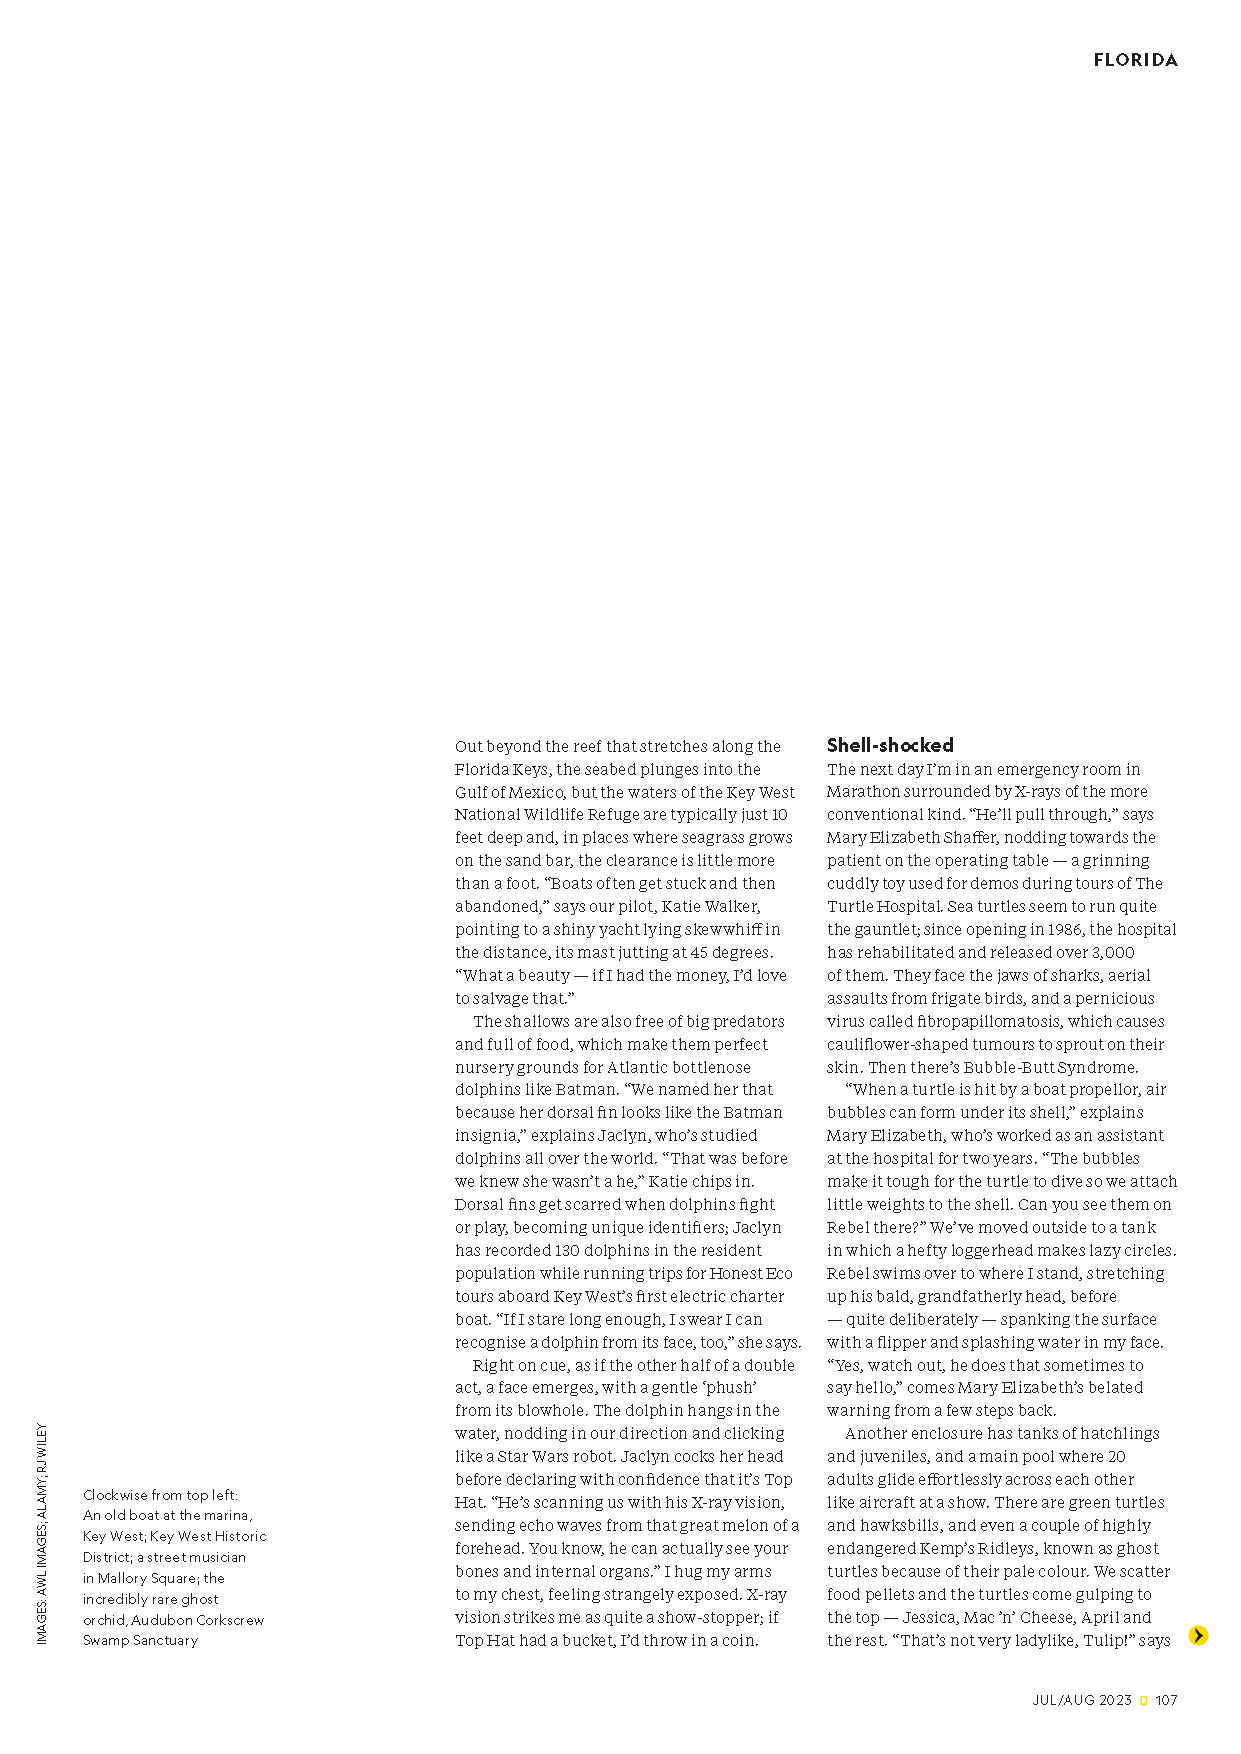 FLORIDA
Out beyond the reef that stretches along the
Florida Keys, the seabed plunges into the
Gulf of Mexico, but the waters of the Key West
National Wildlife Refuge are typically just 10
feet deep and, in places where seagrass grows
on the sand bar, the clearance is little more
than a foot. “Boats often get stuck and then
abandoned,” says our pilot, Katie Walker,
pointing to a shiny yacht lying skewwhiff in
the distance, its mast jutting at 45 degrees.
“What a beauty — if I had the money, I’d love
to salvage that.”
The shallows are also free of big predators
and full of food, which make them perfect
nursery grounds for Atlantic bottlenose
dolphins like Batman. “We named her that
because her dorsal fin looks like the Batman
insignia,” explains Jaclyn, who’s studied
dolphins all over the world. “That was before
we knew she wasn’t a he,” Katie chips in.
Dorsal fins get scarred when dolphins fight
or play, becoming unique identifiers; Jaclyn
has recorded 130 dolphins in the resident
population while running trips for Honest Eco
tours aboard Key West’s first electric charter
boat. “If I stare long enough, I swear I can
recognise a dolphin from its face, too,” she says.
Right on cue, as if the other half of a double
act, a face emerges, with a gentle ‘phush’
from its blowhole. The dolphin hangs in the
water, nodding in our direction and clicking
like a Star Wars robot. Jaclyn cocks her head
before declaring with confidence that it’s Top
Hat. “He’s scanning us with his X-ray vision,
sending echo waves from that great melon of a
forehead. You know, he can actually see your
bones and internal organs.” I hug my arms
to my chest, feeling strangely exposed. X-ray
vision strikes me as quite a show-stopper; if
Top Hat had a bucket, I’d throw in a coin.
Shell-shocked
The next day I’m in an emergency room in
Marathon surrounded by X-rays of the more
conventional kind. “He’ll pull through,” says
Mary Elizabeth Shaffer, nodding towards the
patient on the operating table — a grinning
cuddly toy used for demos during tours of The
Turtle Hospital. Sea turtles seem to run quite
the gauntlet; since opening in 1986, the hospital
has rehabilitated and released over 3,000
of them. They face the jaws of sharks, aerial
assaults from frigate birds, and a pernicious
virus called fibropapillomatosis, which causes
cauliflower-shaped tumours to sprout on their
skin. Then there’s Bubble-Butt Syndrome.
“When a turtle is hit by a boat propellor, air
bubbles can form under its shell,” explains
Mary Elizabeth, who’s worked as an assistant
at the hospital for two years. “The bubbles
make it tough for the turtle to dive so we attach
little weights to the shell. Can you see them on
Rebel there?” We’ve moved outside to a tank
in which a hefty loggerhead makes lazy circles.
Rebel swims over to where I stand, stretching
up his bald, grandfatherly head, before
— quite deliberately — spanking the surface
with a flipper and splashing water in my face.
“Yes, watch out, he does that sometimes to
say hello,” comes Mary Elizabeth’s belated
warning from a few steps back.
Another enclosure has tanks of hatchlings
and juveniles, and a main pool where 20
adults glide effortlessly across each other
like aircraft at a show. There are green turtles
and hawksbills, and even a couple of highly
endangered Kemp’s Ridleys, known as ghost
turtles because of their pale colour. We scatter
food pellets and the turtles come gulping to
the top — Jessica, Mac ’n’ Cheese, April and
the rest. “That’s not very ladylike, Tulip!” says
IMAGES: AWL IMAGES; ALAMY; RJ WILEY
Clockwise from top left:
An old boat at the marina,
Key West; Key West Historic
District; a street musician
in Mallory Square; the
incredibly rare ghost
orchid, Audubon Corkscrew
Swamp Sanctuary
JUL/AUG 2023 107